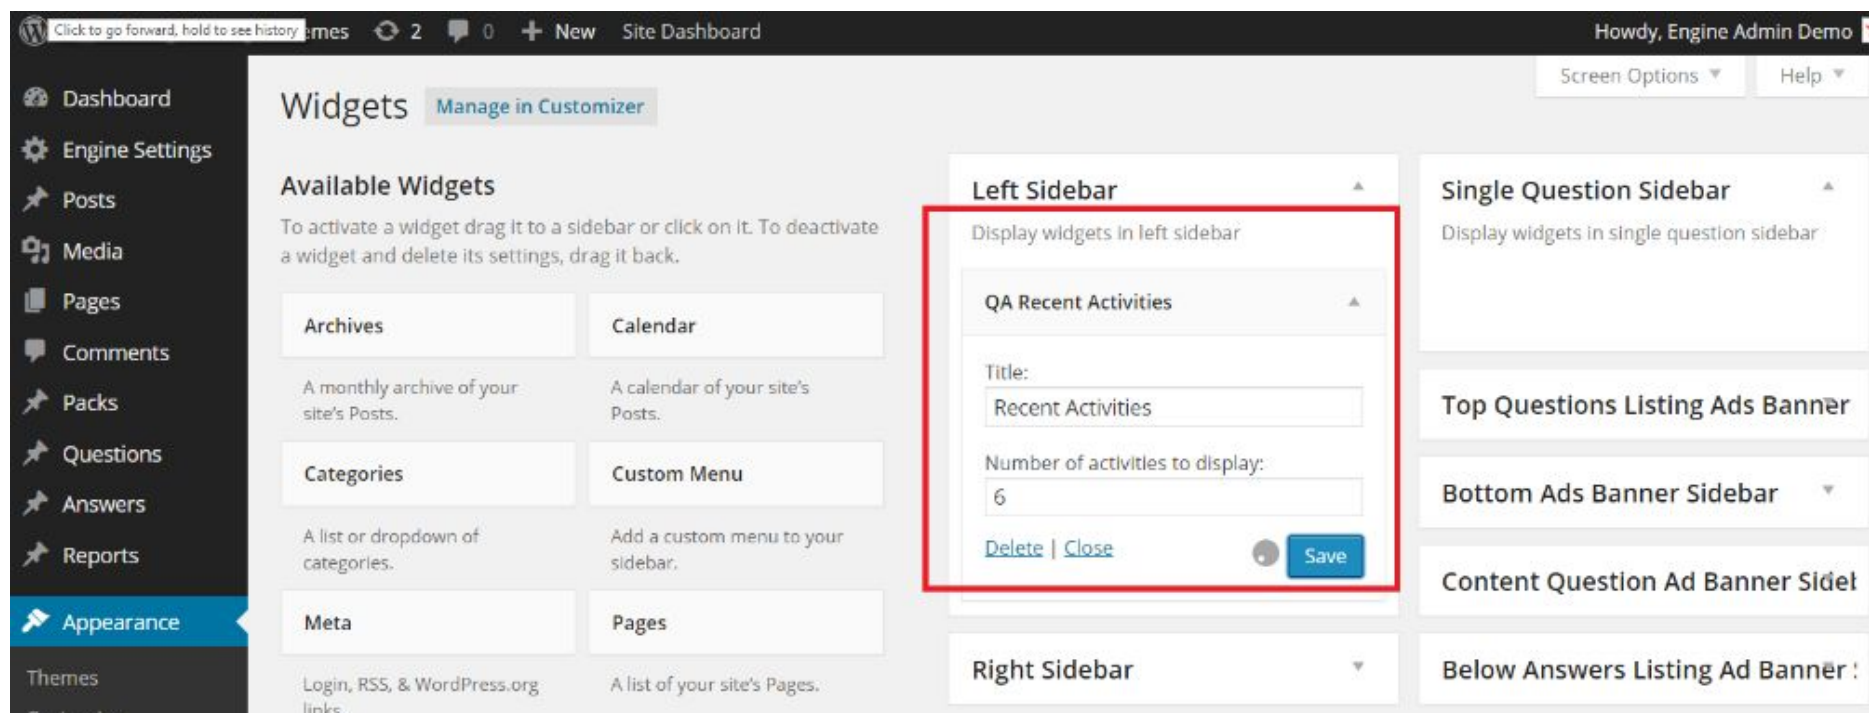 Click to go forward, hold to see history emes 2 0 New Site Dashboard Howdy, Engine Admin Demo
Screen Options Help
Dashboard
Engine Settings
Posts
Media
Pages
Comments
Packs
Questions
Answers
Reports
Appearance
Themes
Widgets Manage in Customizer
Available Widgets
To activate a widget drag it to a sidebar or click on it. To deactivate
a widget and delete its settings, drag it back.
Archives
A monthly archive of your
site's Posts.
Calendar
A calendar of your site's
Posts.
Categories
A list or dropdown of
categories.
Custom Menu
Add a custom menu to your
sidebar.
Meta
Login, RSS, & WordPress.org
links
Pages
A list of your site's Pages.
Left Sidebar
Display widgets in left sidebar
QA Recent Activities
Title:
Recent Activities
Number of activities to display:
6
Delete | Close Save
Right Sidebar
Single Question Sidebar
Display widgets in single question sidebar
Top Questions Listing Ads Banner
Bottom Ads Banner Sidebar
Content Question Ad Banner Sideb
Below Answers Listing Ad Banner